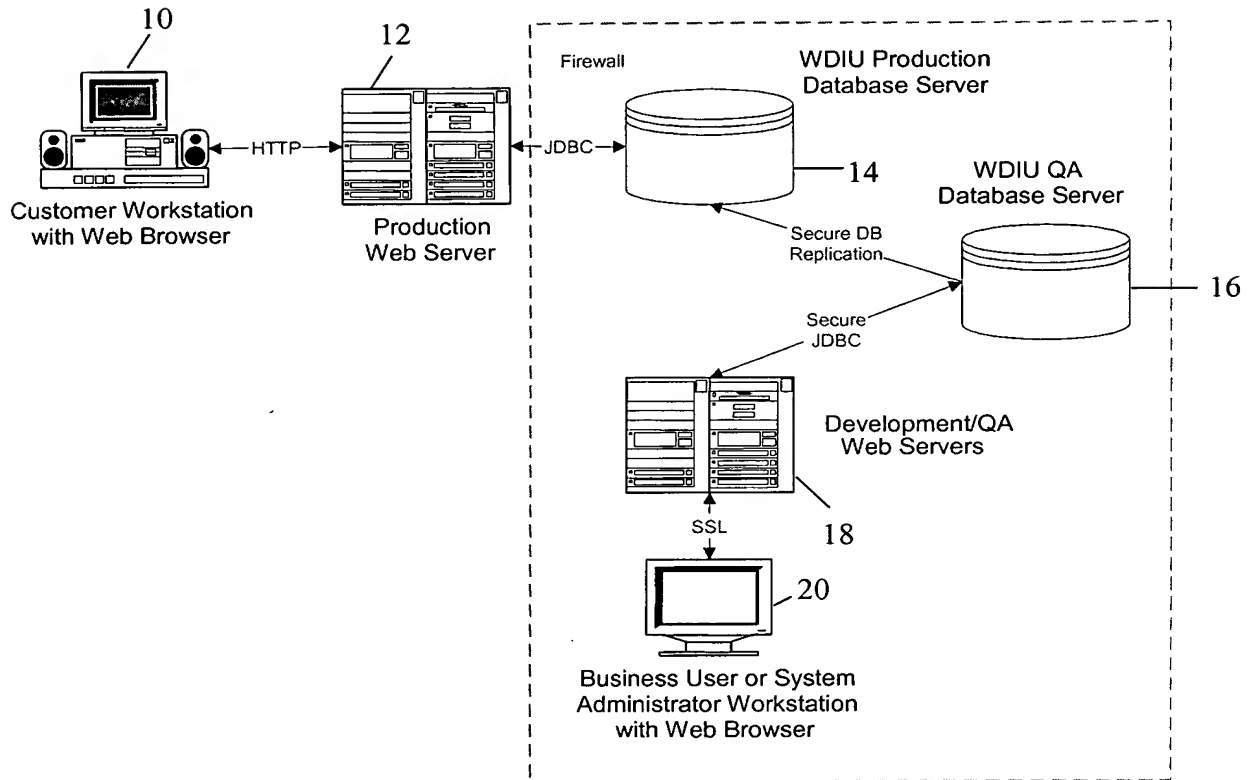 10
12
Firewall
WDIU Production
Database Server
HTTP
JDBC
14
WDIU QA
Database Server
Customer Workstation
with Web Browser
Production
Web Server
Secure DB
Replication
16
Secure
JDBC
Development/QA
Web Servers
18
SSL
20
Business User or System
Administrator Workstation
with Web Browser